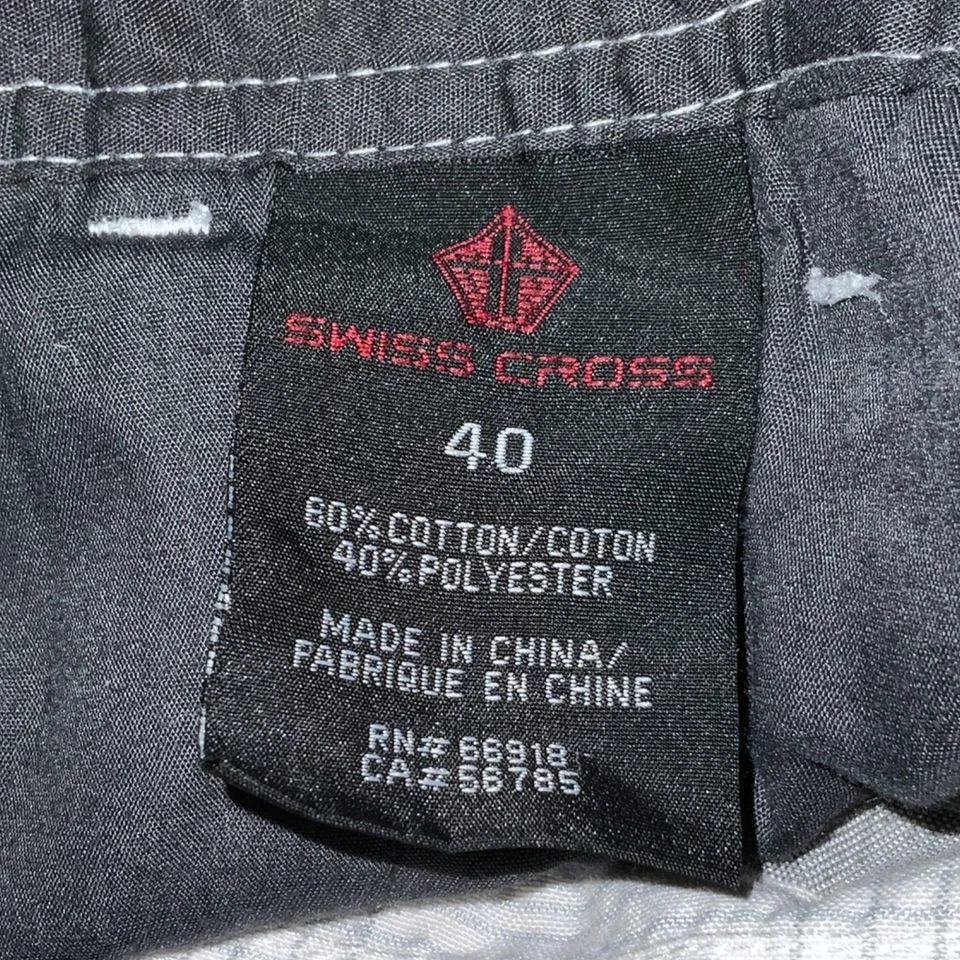 SWISS CROSS
40
60%COTTON/COTON
40%POLYESTER
MADE IN CHINA/
FABRIQUE EN CHINE
RN# 66918
CA.# 56785